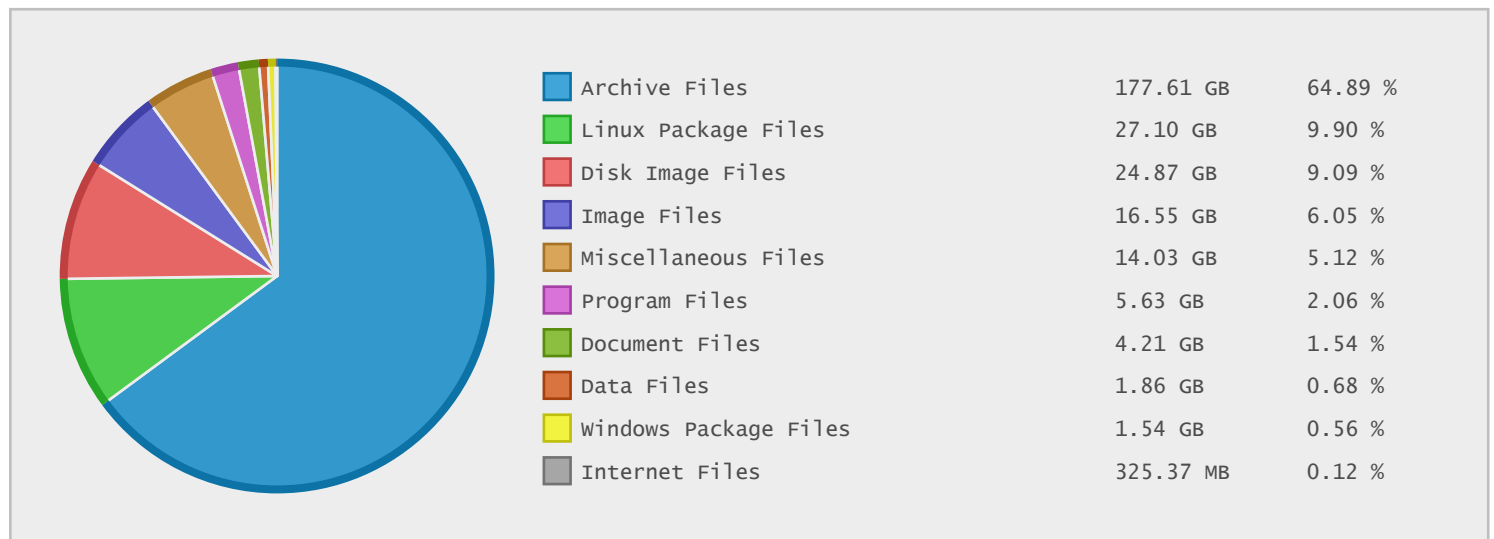 Archive Files 177.61 GB 64.89 %
Linux Package Files 27.10 GB 9.90 %
Disk Image Files 24.87 GB 9.09 %
Image Files 16.55 GB 6.05 %
Miscellaneous Files 14.03 GB 5.12 %
Program Files 5.63 GB 2.06 %
Document Files 4.21 GB 1.54 %
Data Files 1.86 GB 0.68 %
Windows Package Files 1.54 GB 0.56 %
Internet Files 325.37 MB 0.12 %